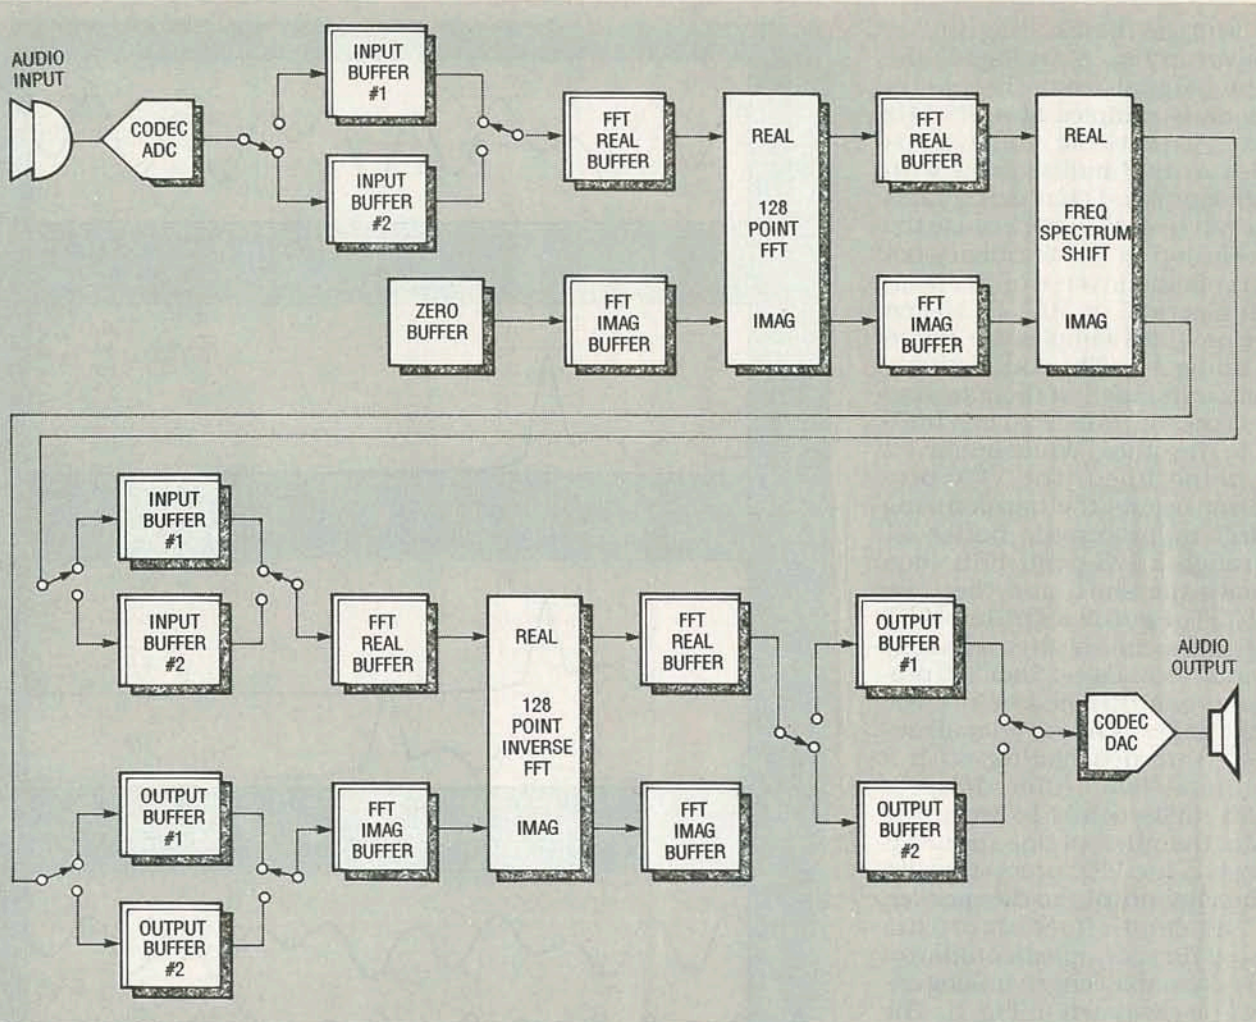 AUDIO
INPUT
CODEC
ADC
INPUT
BUFFER
#1
INPUT
BUFFER
#2
FFT
REAL
BUFFER
ZERO
BUFFER
FFT
IMAG
BUFFER
REAL
128
POINT
FFT
IMAG
FFT
REAL
BUFFER
FFT
IMAG
BUFFER
REAL
FREQ
SPECTRUM
SHIFT
IMAG
INPUT
BUFFER
#1
INPUT
BUFFER
#2
OUTPUT
BUFFER
#1
OUTPUT
BUFFER
#2
FFT
REAL
BUFFER
FFT
IMAG
BUFFER
REAL
128
POINT
INVERSE
FFT
IMAG
FFT
REAL
BUFFER
FFT
IMAG
BUFFER
OUTPUT
BUFFER
#1
OUTPUT
BUFFER
#2
CODEC
DAC
AUDIO
OUTPUT